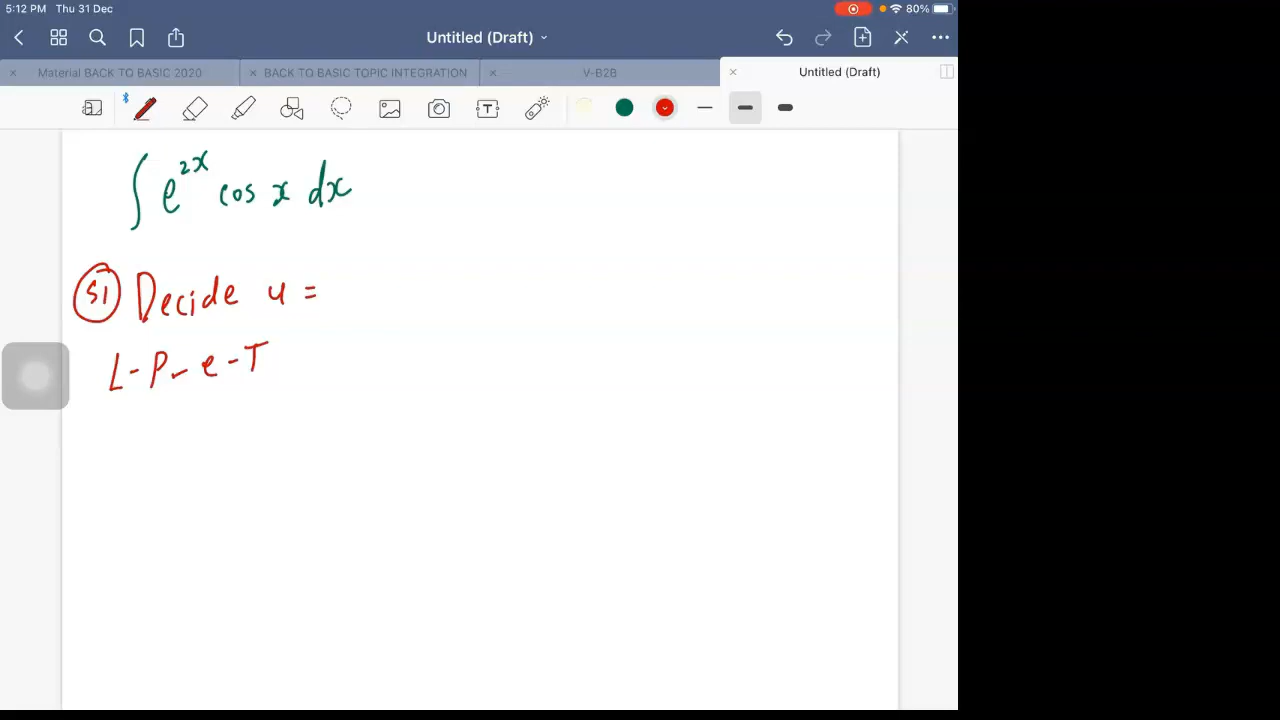 5:12 PM Thu 31 Dec 80%
Untitled (Draft)
Material BACK TO BASIC 2020 BACK TO BASIC TOPIC INTEGRATION V-B2B Untitled (Draft)
T
∫ e^{2x} cos x dx
S1 Decide u =
L - P - e - T